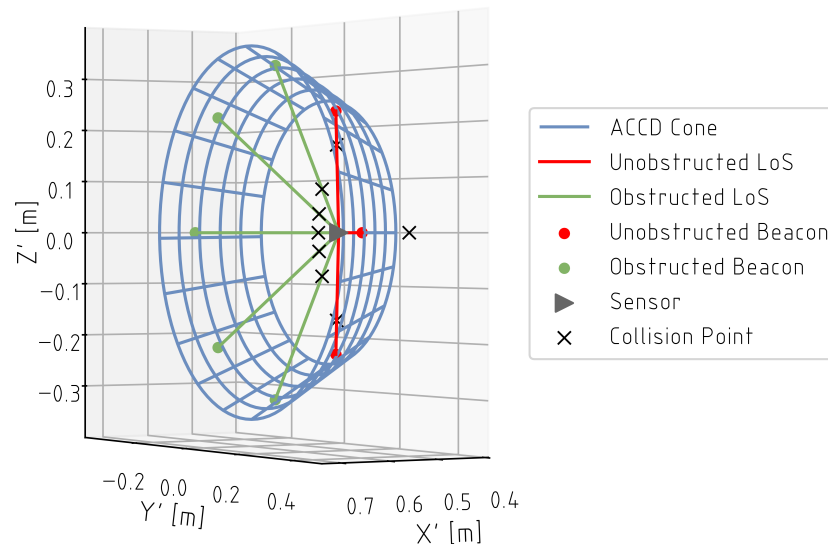 0.3
0.2
0.1
0.0
−0.1
−0.2
−0.3
Z' [m]
−0.2
0.0
0.2
0.4
Y' [m]
0.7
0.6
0.5
0.4
X' [m]
ACCD Cone
Unobstructed LoS
Obstructed LoS
Unobstructed Beacon
Obstructed Beacon
Sensor
Collision Point